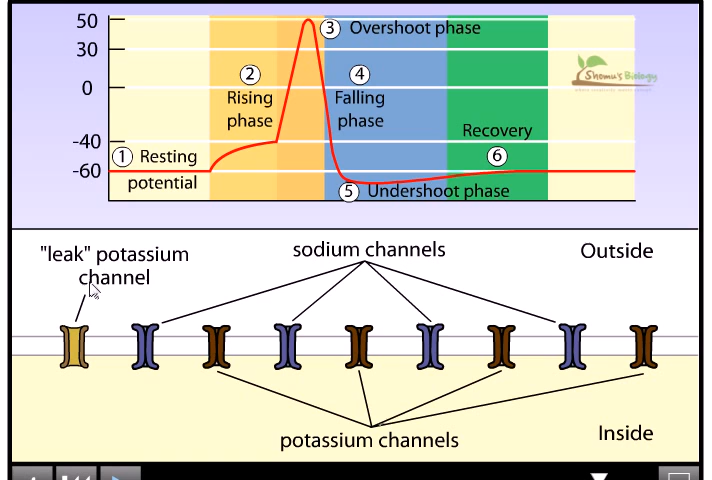 50
30
0
-40
-60
3 Overshoot phase
2
Rising
phase
4
Falling
phase
Shomu's Biology
1 Resting
potential
Recovery
6
5 Undershoot phase
"leak" potassium
channel
sodium channels
Outside
potassium channels
Inside